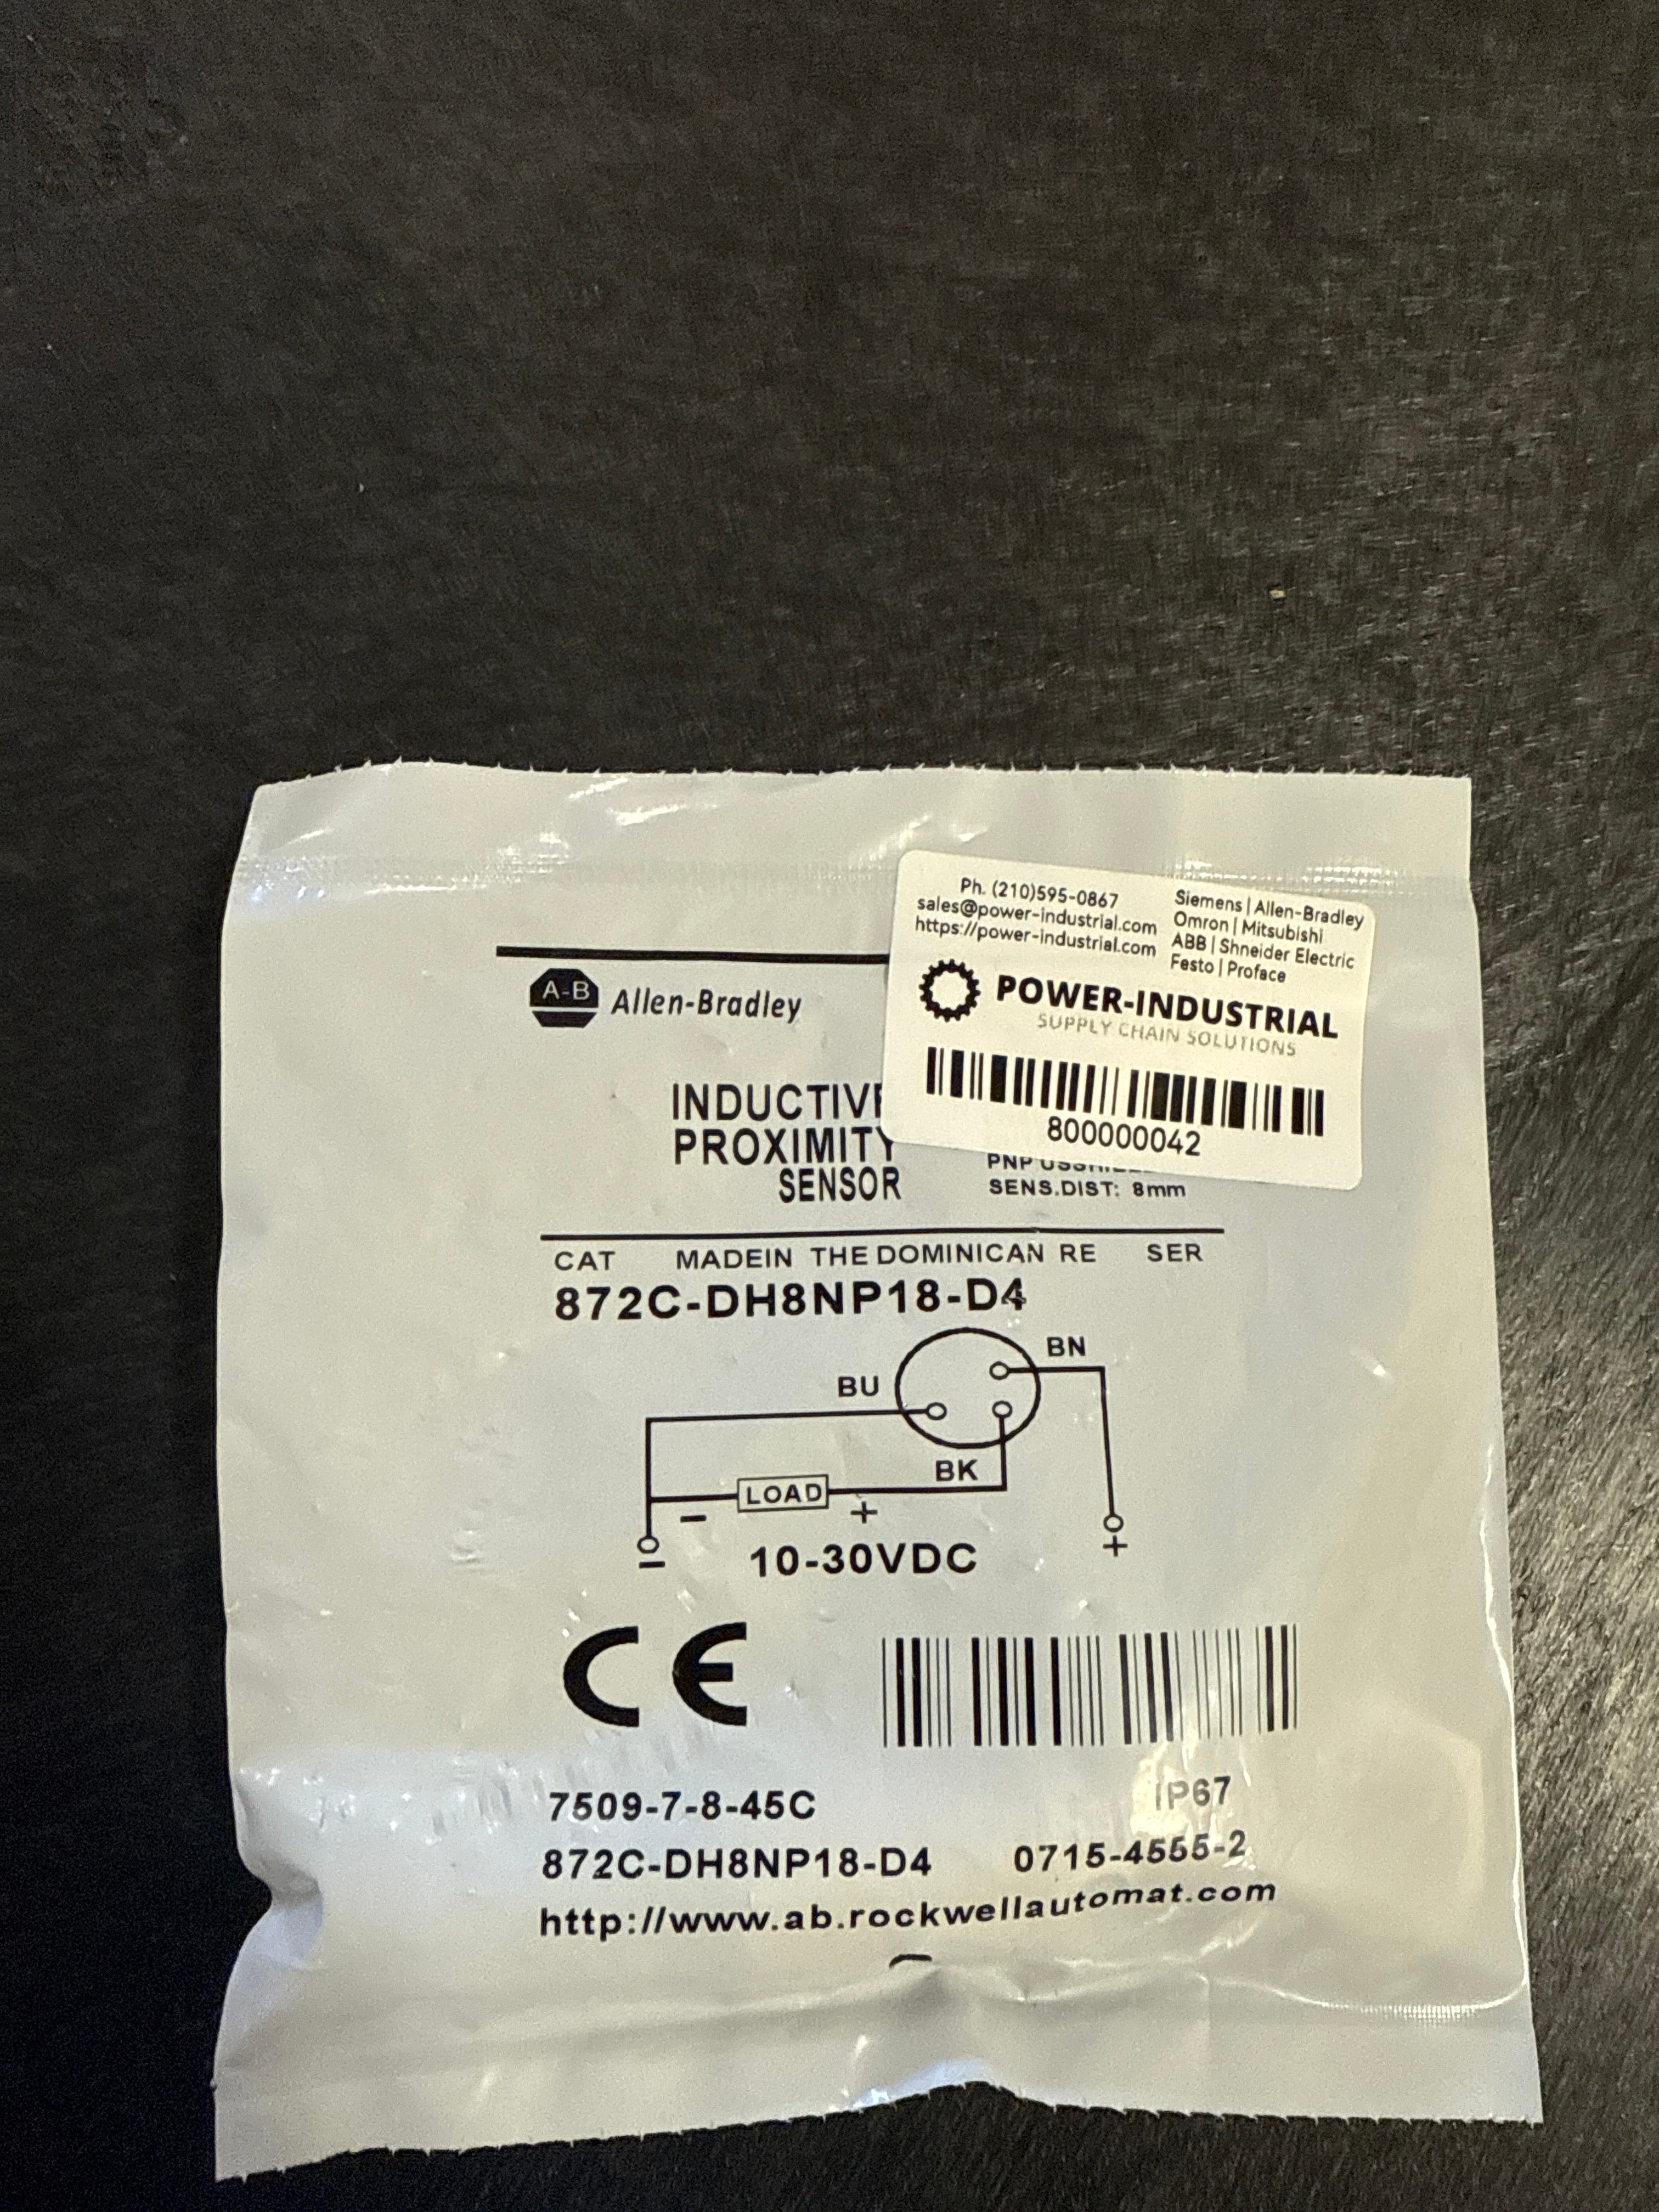 Ph. (210)595-0867
sales@power-industrial.com
https://power-industrial.com
Siemens | Allen-Bradley
Omron | Mitsubishi
ABB | Shneider Electric
Festo | Proface
POWER-INDUSTRIAL
SUPPLY CHAIN SOLUTIONS
800000042
A-B Allen-Bradley
INDUCTIVE
PROXIMITY
SENSOR
PNP
SENS.DIST: 8mm
CAT MADEIN THE DOMINICAN RE SER
872C-DH8NP18-D4
BN
BU
BK
LOAD
− +
− 10-30VDC +
CE
7509-7-8-45C IP67
872C-DH8NP18-D4 0715-4555-2
http://www.ab.rockwellautomat.com